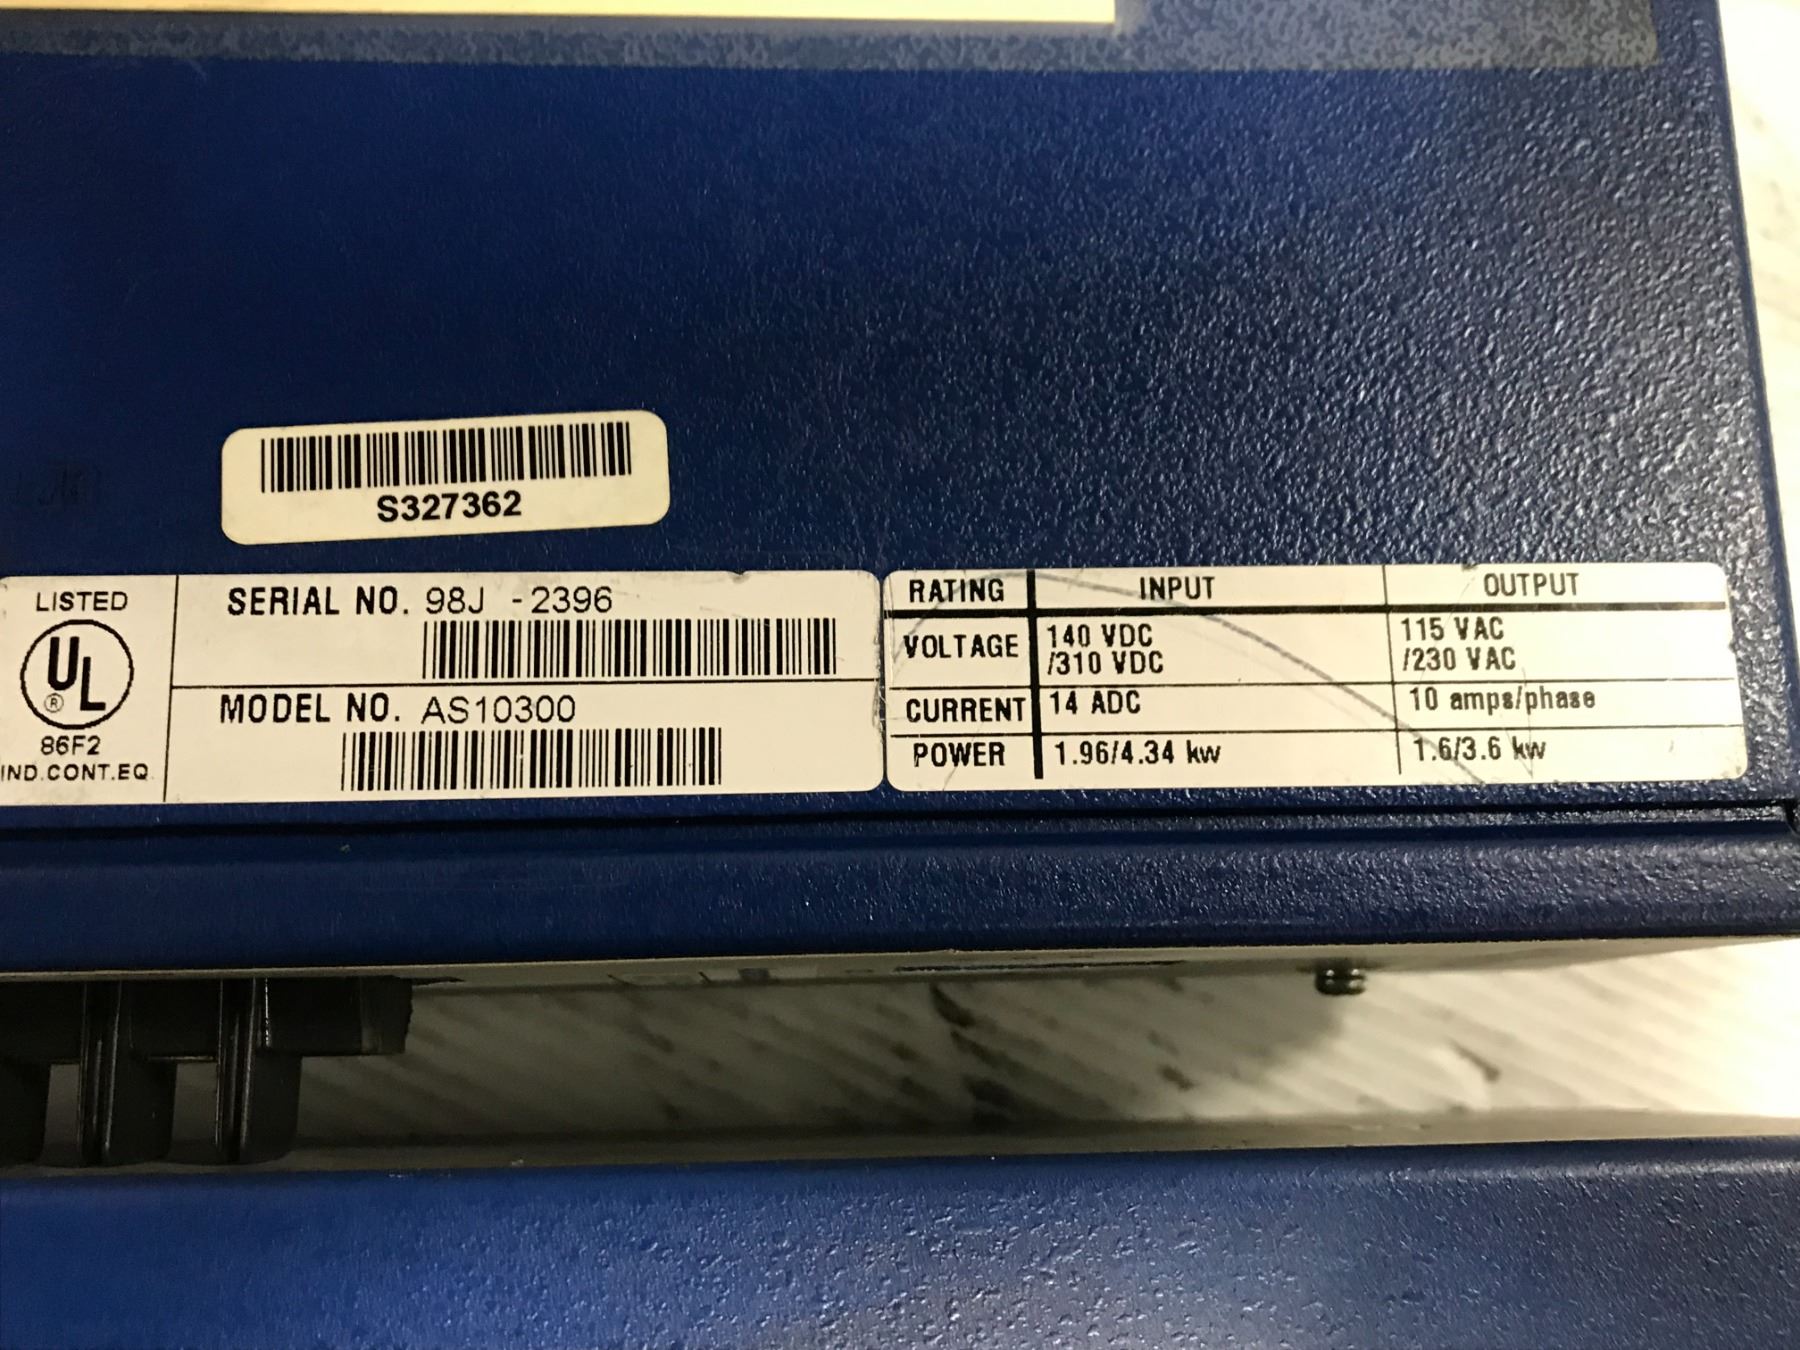 S327362
LISTED
UL
®
86F2
IND.CONT.EQ.
SERIAL NO. 98J -2396
MODEL NO. AS10300
RATING INPUT OUTPUT
VOLTAGE 140 VDC 115 VAC
/310 VDC /230 VAC
CURRENT 14 ADC 10 amps/phase
POWER 1.96/4.34 kw 1.6/3.6 kw